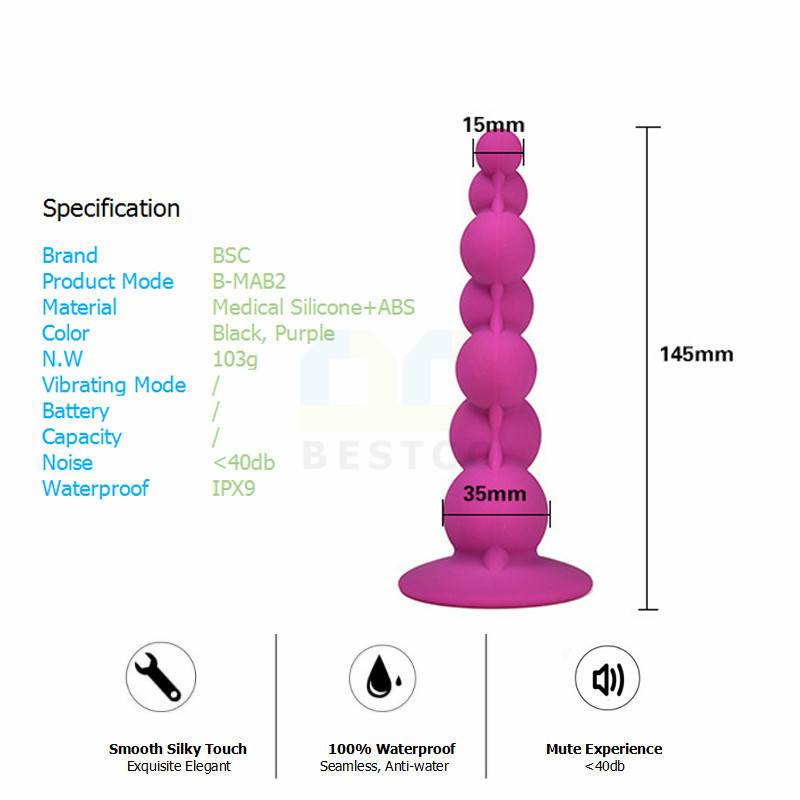 15mm
Specification
Brand BSC
Product Mode B-MAB2
Material Medical Silicone+ABS
Color Black, Purple
N.W 103g
145mm
Vibrating Mode /
Battery /
Capacity /
BESTCO
Noise <40db
Waterproof IPX9
35mm
Smooth Silky Touch
Exquisite Elegant
100% Waterproof
Seamless, Anti-water
Mute Experience
<40db